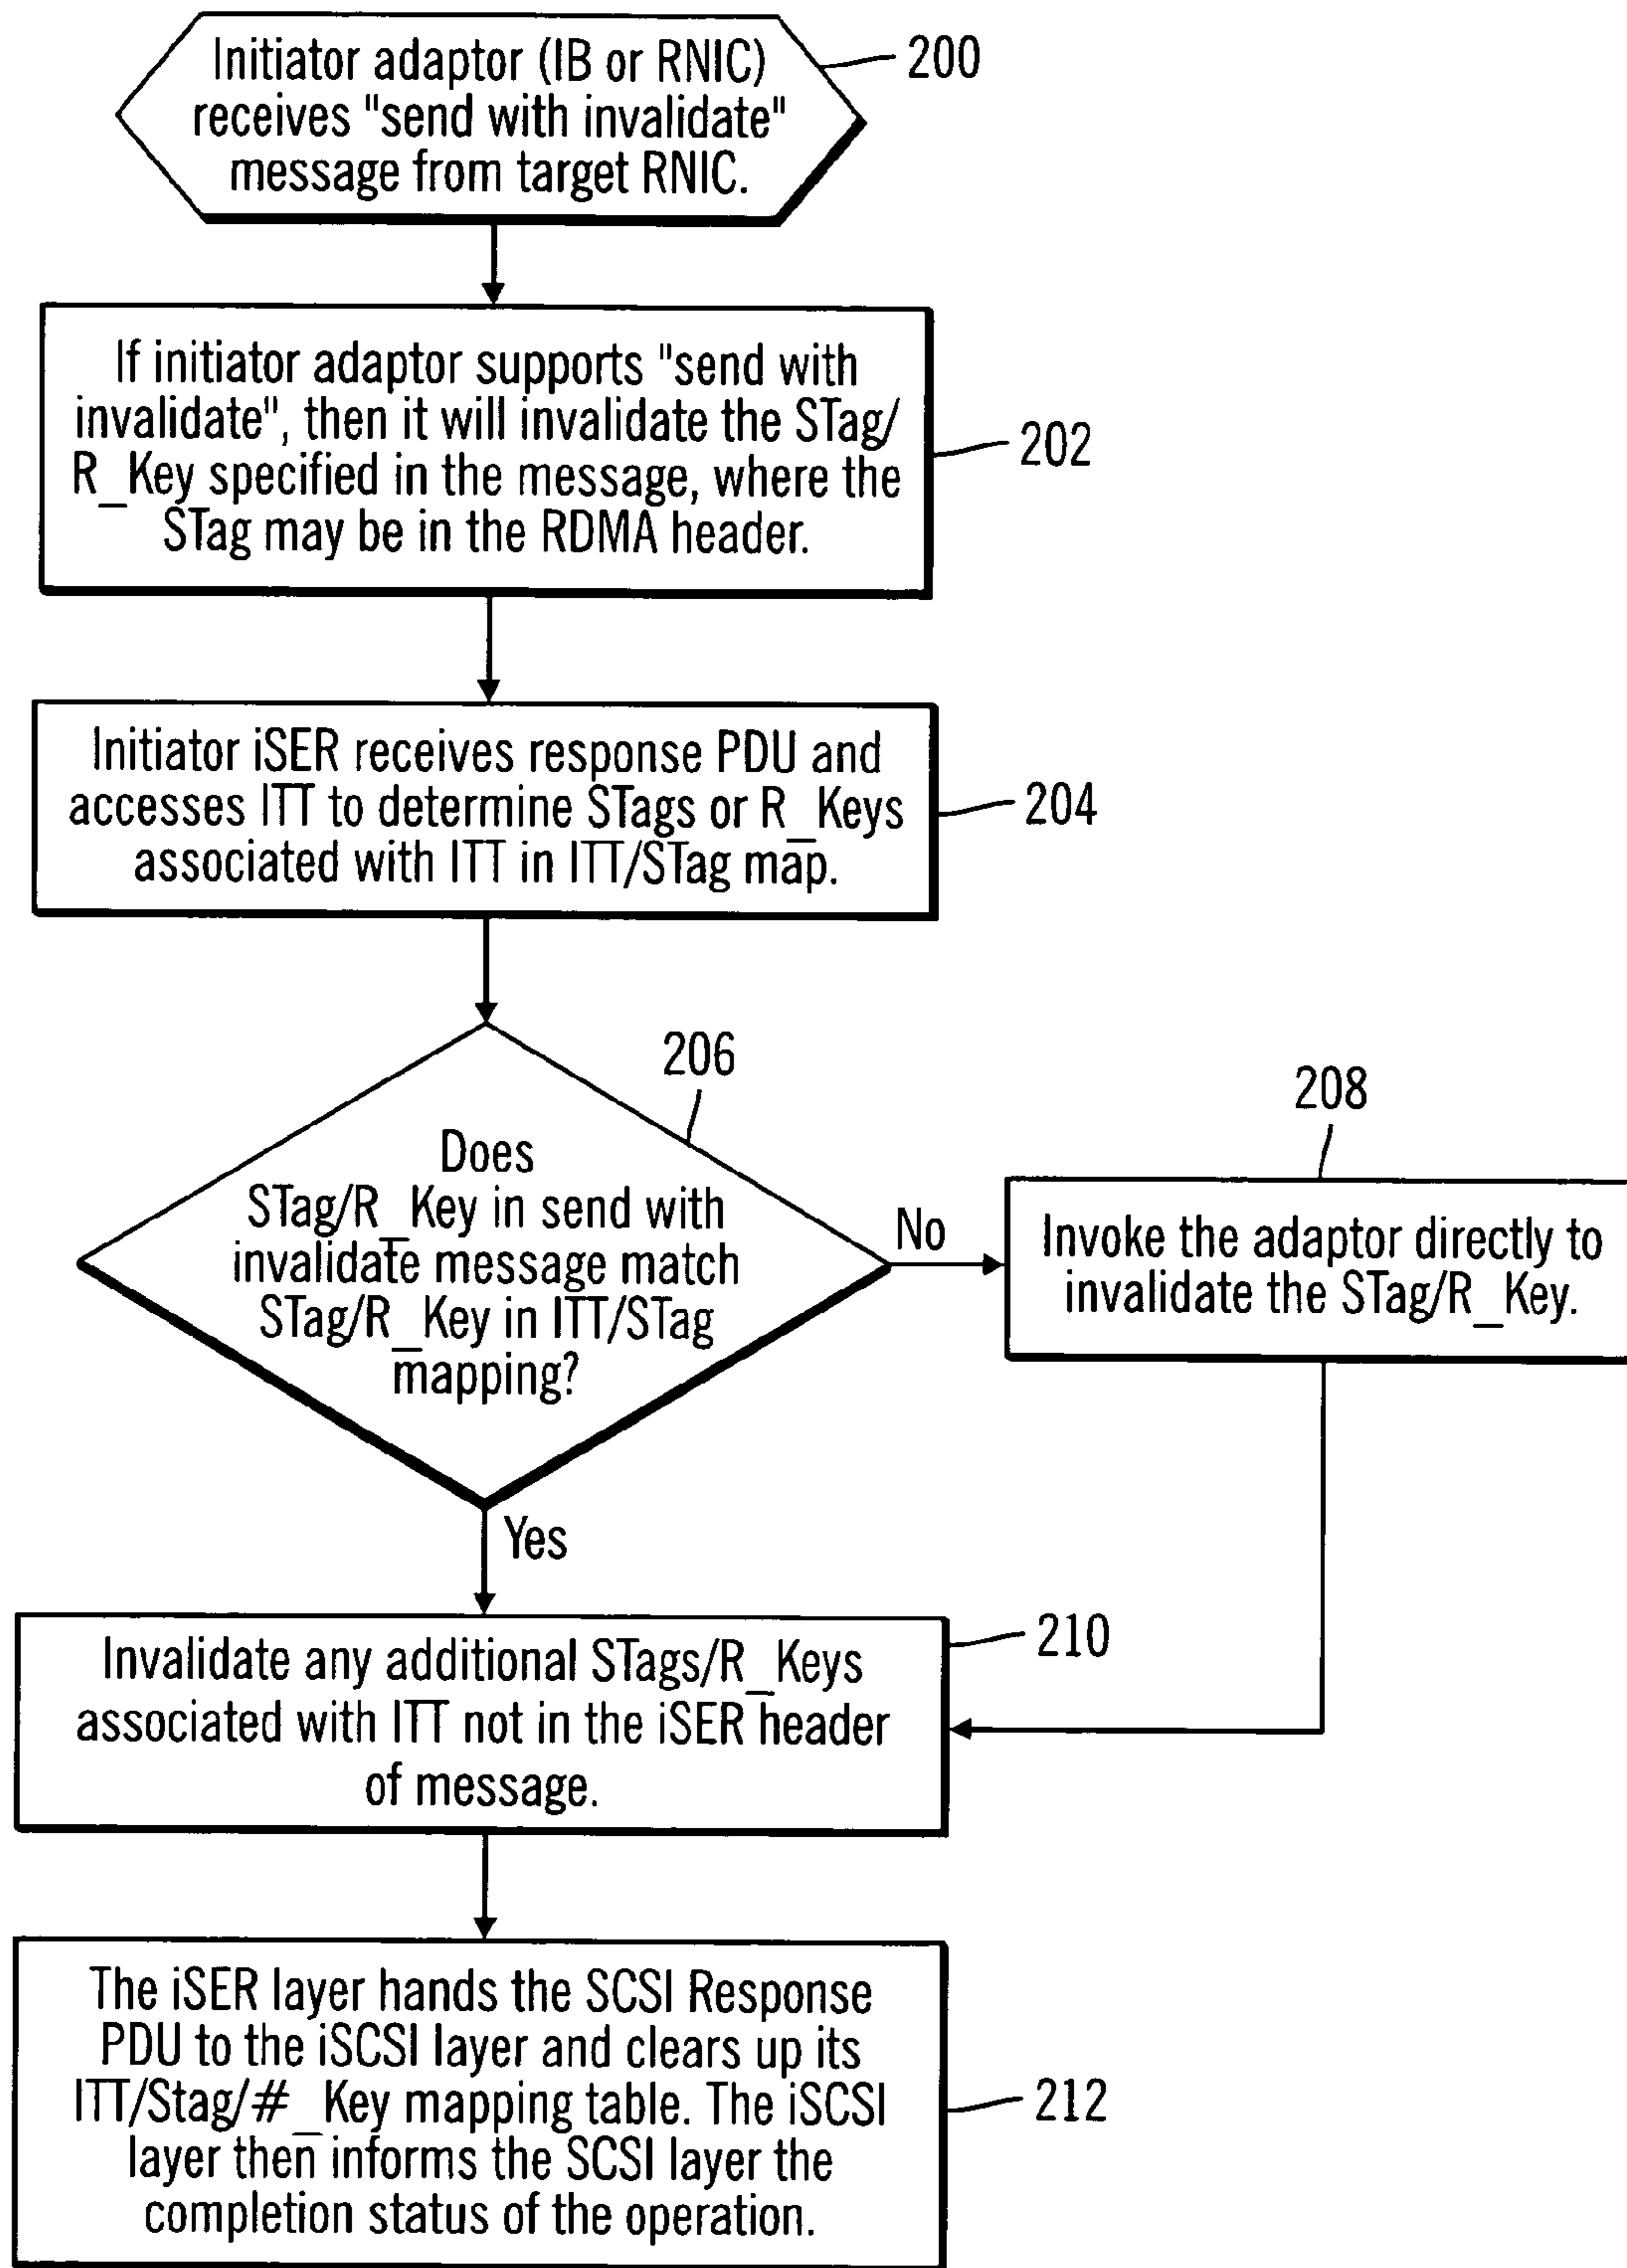 Initiator adaptor (IB or RNIC)
receives "send with invalidate"
message from target RNIC.
200
If initiator adaptor supports "send with
invalidate", then it will invalidate the STag/
R_Key specified in the message, where the
STag may be in the RDMA header.
202
Initiator iSER receives response PDU and
accesses ITT to determine STags or R_Keys
associated with ITT in ITT/STag map.
204
206
Does
STag/R_Key in send with
invalidate message match
STag/R_Key in ITT/STag
mapping?
No
208
Invoke the adaptor directly to
invalidate the STag/R_Key.
Yes
Invalidate any additional STags/R_Keys
associated with ITT not in the iSER header
of message.
210
The iSER layer hands the SCSI Response
PDU to the iSCSI layer and clears up its
ITT/Stag/#_Key mapping table. The iSCSI
layer then informs the SCSI layer the
completion status of the operation.
212